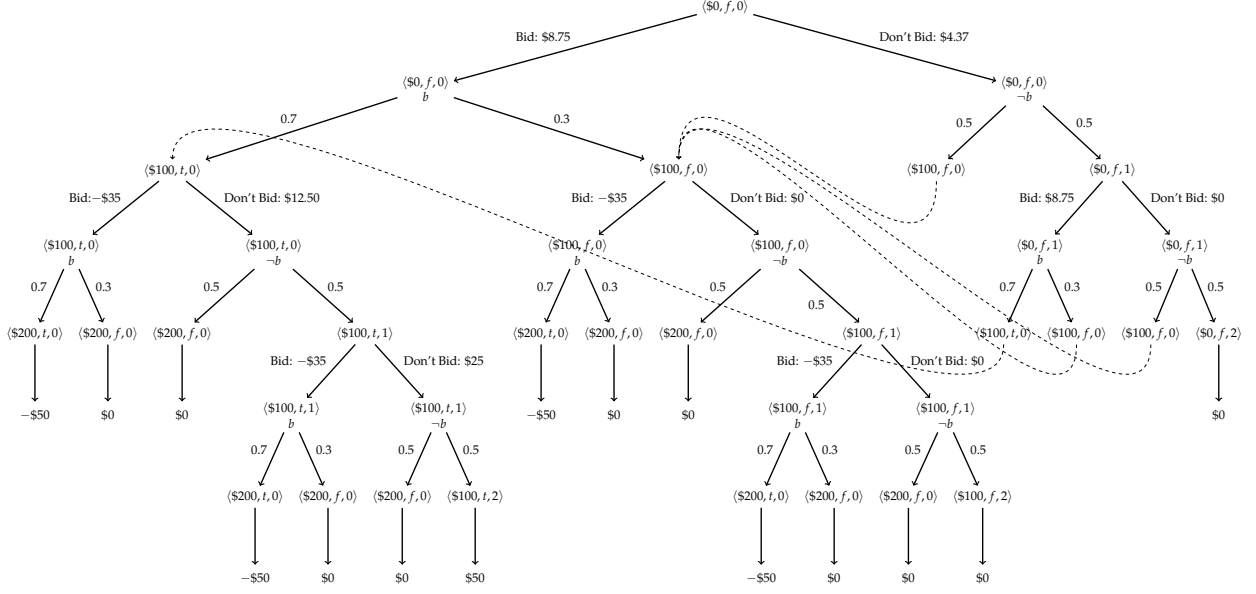 ⟨$0, f, 0⟩
Bid: $8.75
Don't Bid: $4.37
⟨$0, f, 0⟩
b
⟨$0, f, 0⟩
¬b
0.7
0.3
0.5
0.5
⟨$100, t, 0⟩
⟨$100, f, 0⟩
⟨$100, f, 0⟩
⟨$0, f, 1⟩
Bid:−$35
Don't Bid: $12.50
Bid: −$35
Don't Bid: $0
Bid: $8.75
Don't Bid: $0
⟨$100, t, 0⟩
b
⟨$100, t, 0⟩
¬b
⟨$100, f, 0⟩
b
⟨$100, f, 0⟩
¬b
⟨$0, f, 1⟩
b
⟨$0, f, 1⟩
¬b
0.7
0.3
0.5
0.5
0.7
0.3
0.5
0.5
0.7
0.3
0.5
0.5
⟨$200, t, 0⟩
⟨$200, f, 0⟩
⟨$200, f, 0⟩
⟨$100, t, 1⟩
⟨$200, t, 0⟩
⟨$200, f, 0⟩
⟨$200, f, 0⟩
⟨$100, f, 1⟩
⟨$100, t, 0⟩
⟨$100, f, 0⟩
⟨$100, f, 0⟩
⟨$0, f, 2⟩
Bid: −$35
Don't Bid: $25
Bid: −$35
Don't Bid: $0
−$50
$0
$0
⟨$100, t, 1⟩
b
⟨$100, t, 1⟩
¬b
−$50
$0
$0
⟨$100, f, 1⟩
b
⟨$100, f, 1⟩
¬b
$0
0.7
0.3
0.5
0.5
0.7
0.3
0.5
0.5
⟨$200, t, 0⟩
⟨$200, f, 0⟩
⟨$200, f, 0⟩
⟨$100, t, 2⟩
⟨$200, t, 0⟩
⟨$200, f, 0⟩
⟨$200, f, 0⟩
⟨$100, f, 2⟩
−$50
$0
$0
$50
−$50
$0
$0
$0